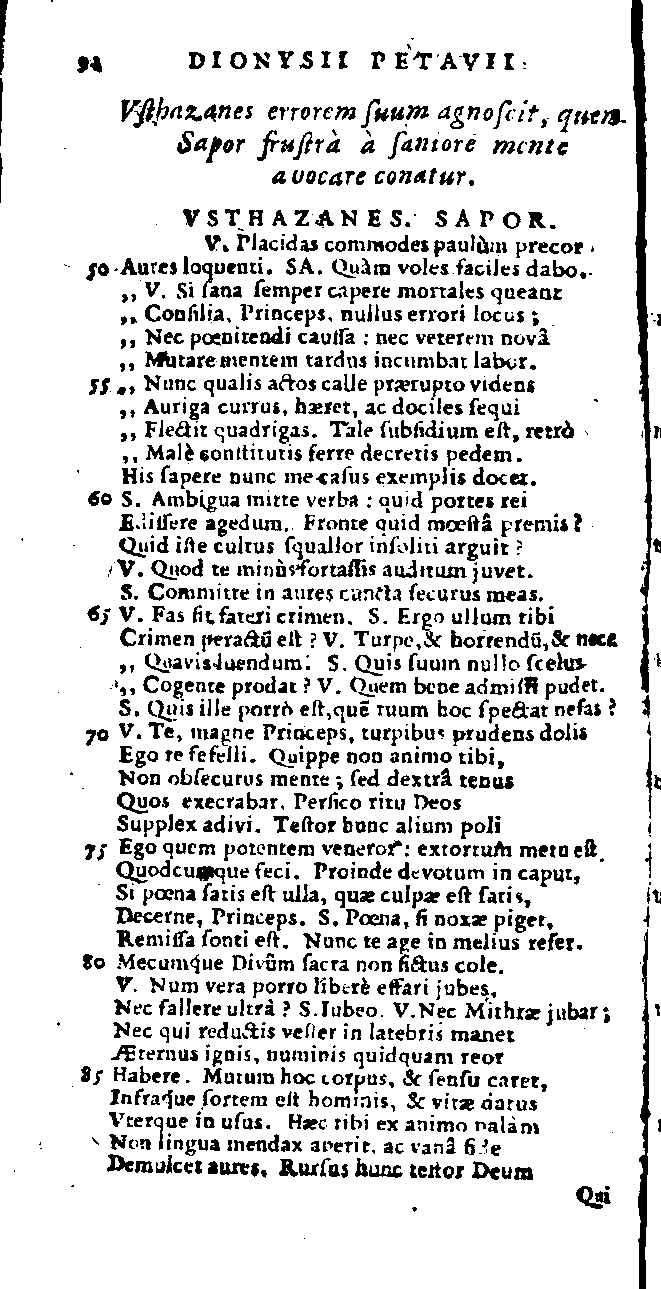 92 DIONYSII PETAVII.
Vſthazanes errorem ſuum agnoſcit, quem
Sapor fruſtrà à ſaniore mente
avocare conatur.
VSTHAZANES. SAPOR.
V. Placidas commodes paulùm precor
50 Aures loquenti. SA. Quàm voles faciles dabo.
,, V. Si ſana ſemper capere mortales queant
,, Conſilia, Princeps, nullus errori locus ;
,, Nec pœnitendi cauſſa : nec veterem novâ
,, Mutare mentem tardus incumbat labor.
55 ,, Nunc qualis actos calle prærupto videns
,, Auriga currus, hæret, ac dociles ſequi
,, Flectit quadrigas. Tale ſubſidium eſt, retrò
,, Malè conſtitutis ferre decretis pedem.
His ſapere nunc me caſus exemplis docet.
60 S. Ambigua mitte verba : quid portes rei
Ediſſere agedum. Fronte quid mœſtâ premis ?
Quid iſte cultus ſquallor inſoliti arguit ?
V. Quod te minùs fortaſſis auditum juvet.
S. Committe in aures cuncta ſecurus meas.
65 V. Fas ſit fateri crimen. S. Ergo ullum tibi
Crimen peractū eſt ? V. Turpe, & horrendū, & nece
,, Quavis luendum. S. Quis ſuum nullo ſcelus
,, Cogente prodat ? V. Quem bene admiſſi pudet.
S. Quis ille porrò eſt, quē tuum hoc ſpectat nefas ?
70 V. Te, magne Princeps, turpibus prudens dolis
Ego te fefelli. Quippe non animo tibi,
Non obſecutus mente ; ſed dextrâ tenus
Quos execrabar, Perſico ritu Deos
Supplex adivi. Teſtor hunc alium poli
75 Ego quem potentem veneror : extortum metu eſt
Quodcumque feci. Proinde devotum in caput,
Si pœna ſatis eſt ulla, quæ culpæ eſt ſatis,
Decerne, Princeps. S. Pœna, ſi noxæ piget,
Remiſſa ſonti eſt. Nunc te age in melius refer.
80 Mecumque Divûm ſacra non fictus cole.
V. Num vera porro liberè effari jubes,
Nec fallere ultrà ? S. Iubeo. V. Nec Mithræ jubar ;
Nec qui reductis veſter in latebris manet
Æternus ignis, numinis quidquam reor
85 Habere. Mutum hoc corpus, & ſenſu caret,
Infraque ſortem eſt hominis, & vitæ datus
Vterque in uſus. Hæc tibi ex animo palàm
Non lingua mendax aperit, ac vanâ fide
Demulcet aures. Rurſus hunc teſtor Deum
Qui